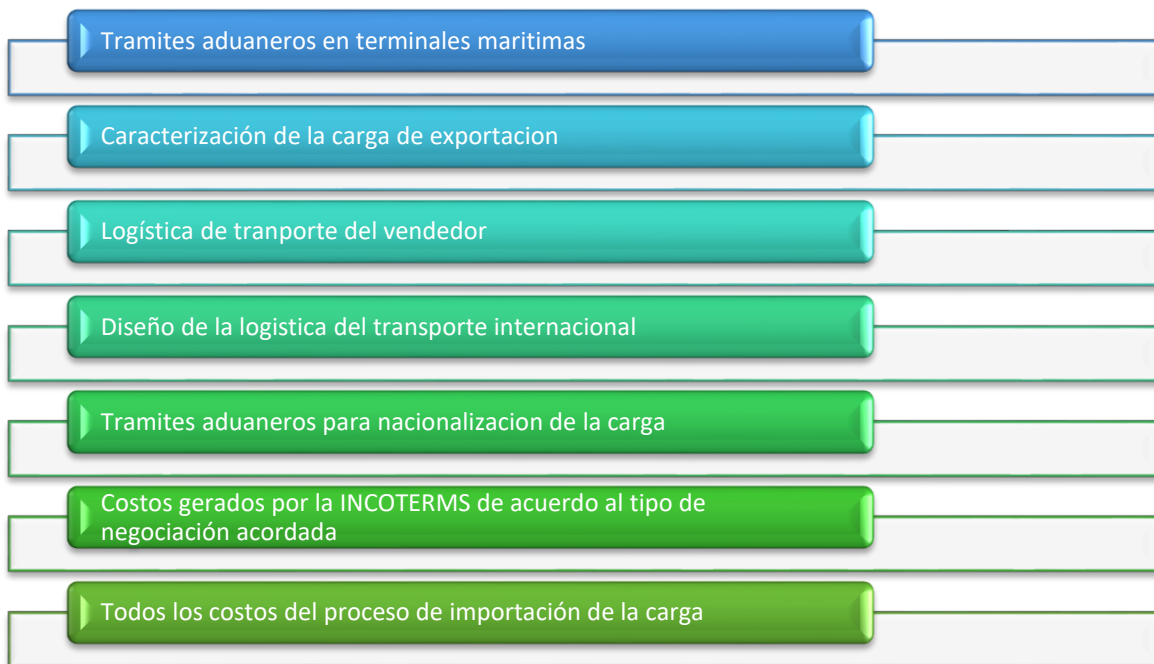 Tramites aduaneros en terminales maritimas
Caracterización de la carga de exportacion
Logística de tranporte del vendedor
Diseño de la logistica del transporte internacional
Tramites aduaneros para nacionalizacion de la carga
Costos gerados por la INCOTERMS de acuerdo al tipo de
negociación acordada
Todos los costos del proceso de importación de la carga